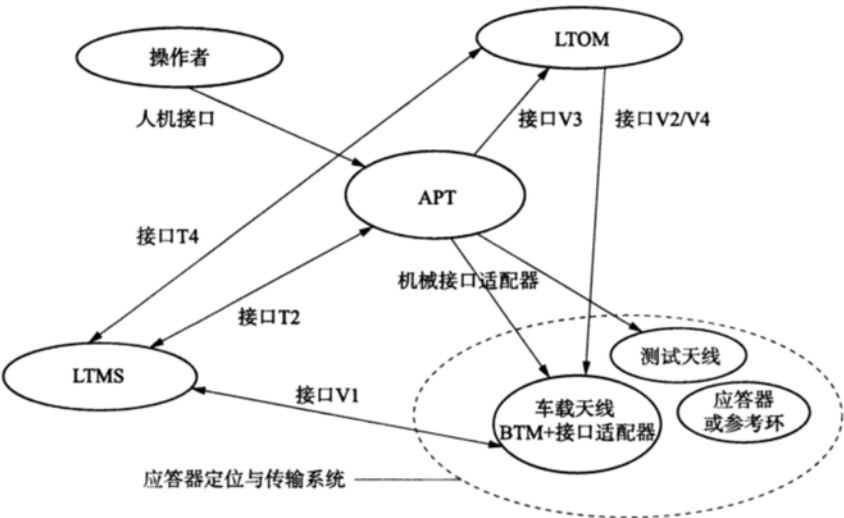 操作者
LTOM
人机接口
接口V3
接口V2/V4
APT
接口T4
机械接口适配器
接口T2
测试天线
LTMS
接口V1
车载天线
BTM+接口适配器
应答器
或参考环
应答器定位与传输系统